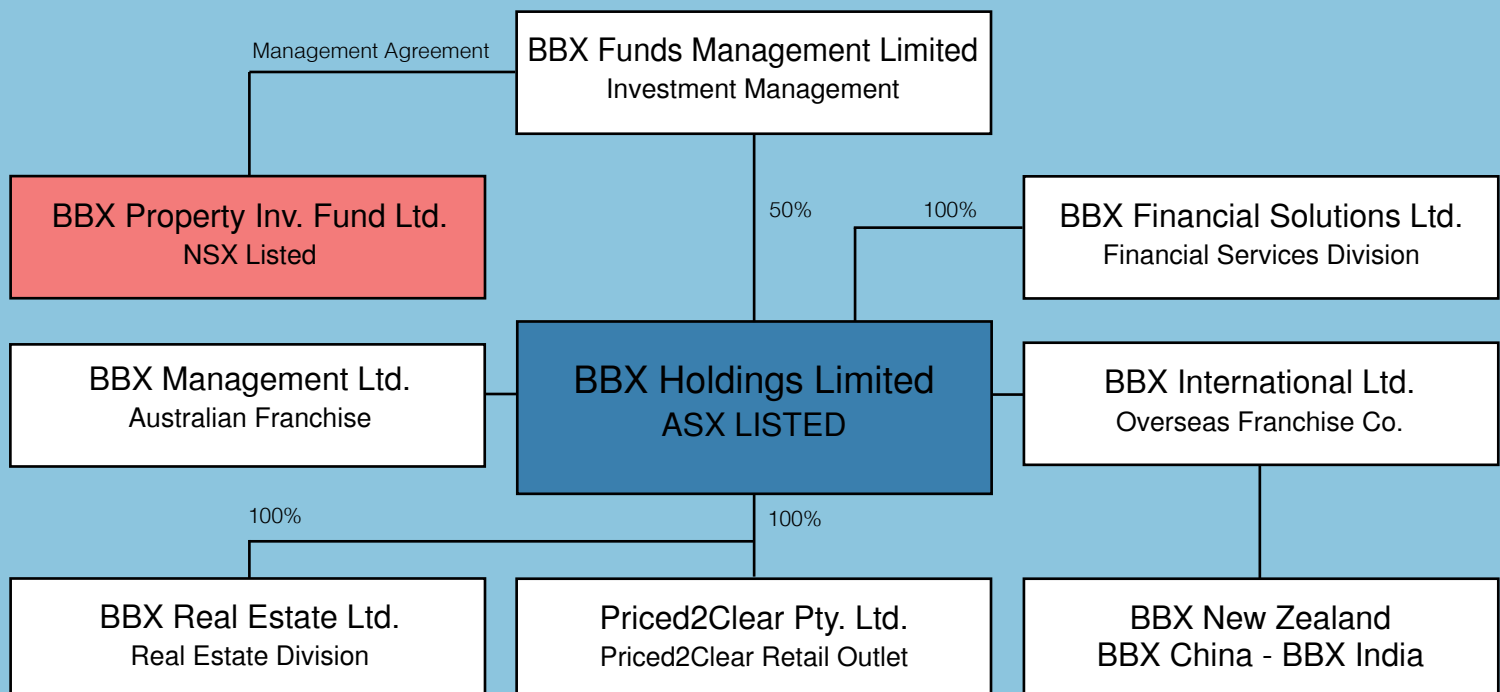 Management Agreement
BBX Funds Management Limited
Investment Management
BBX Property Inv. Fund Ltd.
NSX Listed
50%
100%
BBX Financial Solutions Ltd.
Financial Services Division
BBX Management Ltd.
Australian Franchise
BBX Holdings Limited
ASX LISTED
BBX International Ltd.
Overseas Franchise Co.
100%
100%
BBX Real Estate Ltd.
Real Estate Division
Priced2Clear Pty. Ltd.
Priced2Clear Retail Outlet
BBX New Zealand
BBX China - BBX India